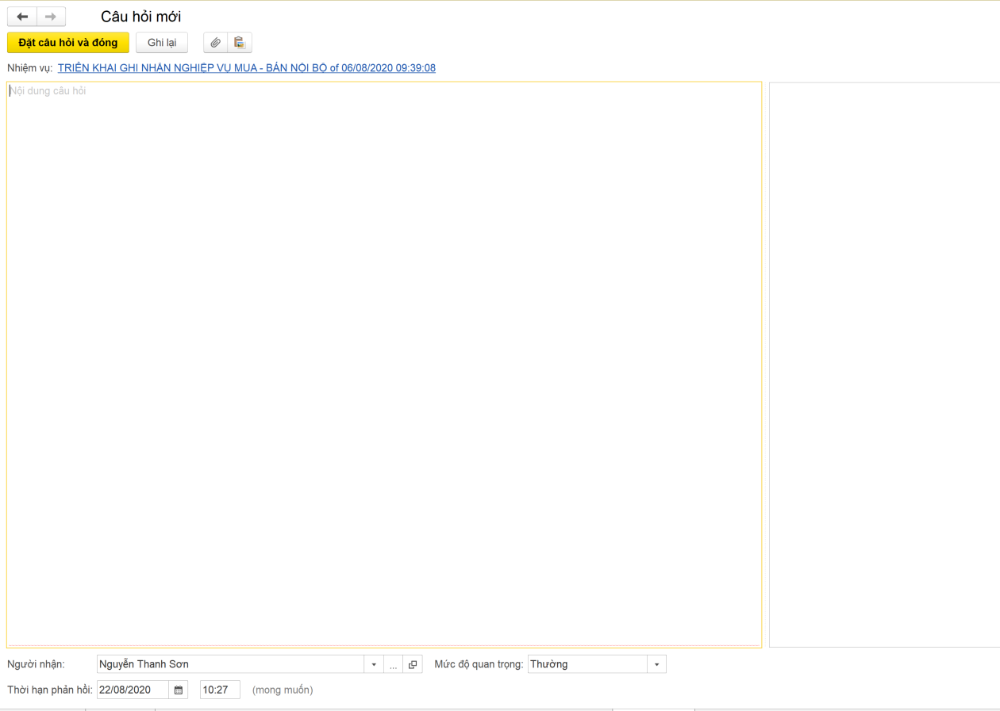 Câu hỏi mới
Đặt câu hỏi và đóng Ghi lại
Nhiệm vụ: TRIỂN KHAI GHI NHẬN NGHIỆP VỤ MUA - BÁN NỘI BỘ of 06/08/2020 09:39:08
Nội dung câu hỏi
Người nhận: Nguyễn Thanh Sơn ... Mức độ quan trọng: Thường
Thời hạn phản hồi: 22/08/2020 10:27 (mong muốn)